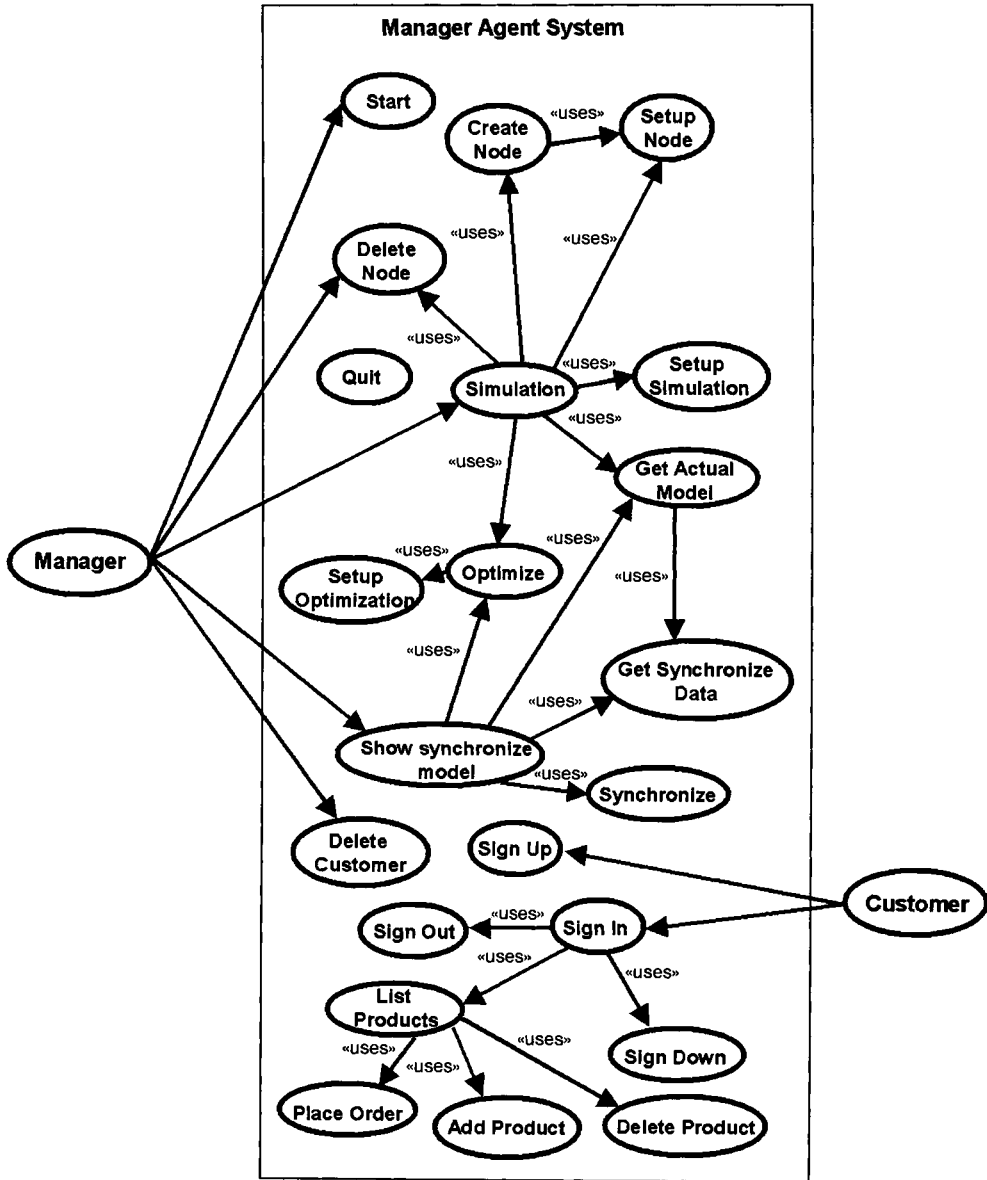 Manager Agent System
Start
Create
Node
«uses»
Setup
Node
«uses»
«uses»
Delete
Node
«uses»
Quit
Simulation
«uses»
Setup
Simulation
«uses»
«uses»
Get Actual
Model
Manager
«uses»
Setup
Optimization
Optimize
«uses»
«uses»
«uses»
Get Synchronize
Data
«uses»
Show synchronize
model
«uses»
Synchronize
Delete
Customer
Sign Up
Customer
Sign Out
«uses»
Sign In
«uses»
«uses»
List
Products
«uses»
«uses»
«uses»
Sign Down
Place Order
Add Product
Delete Product